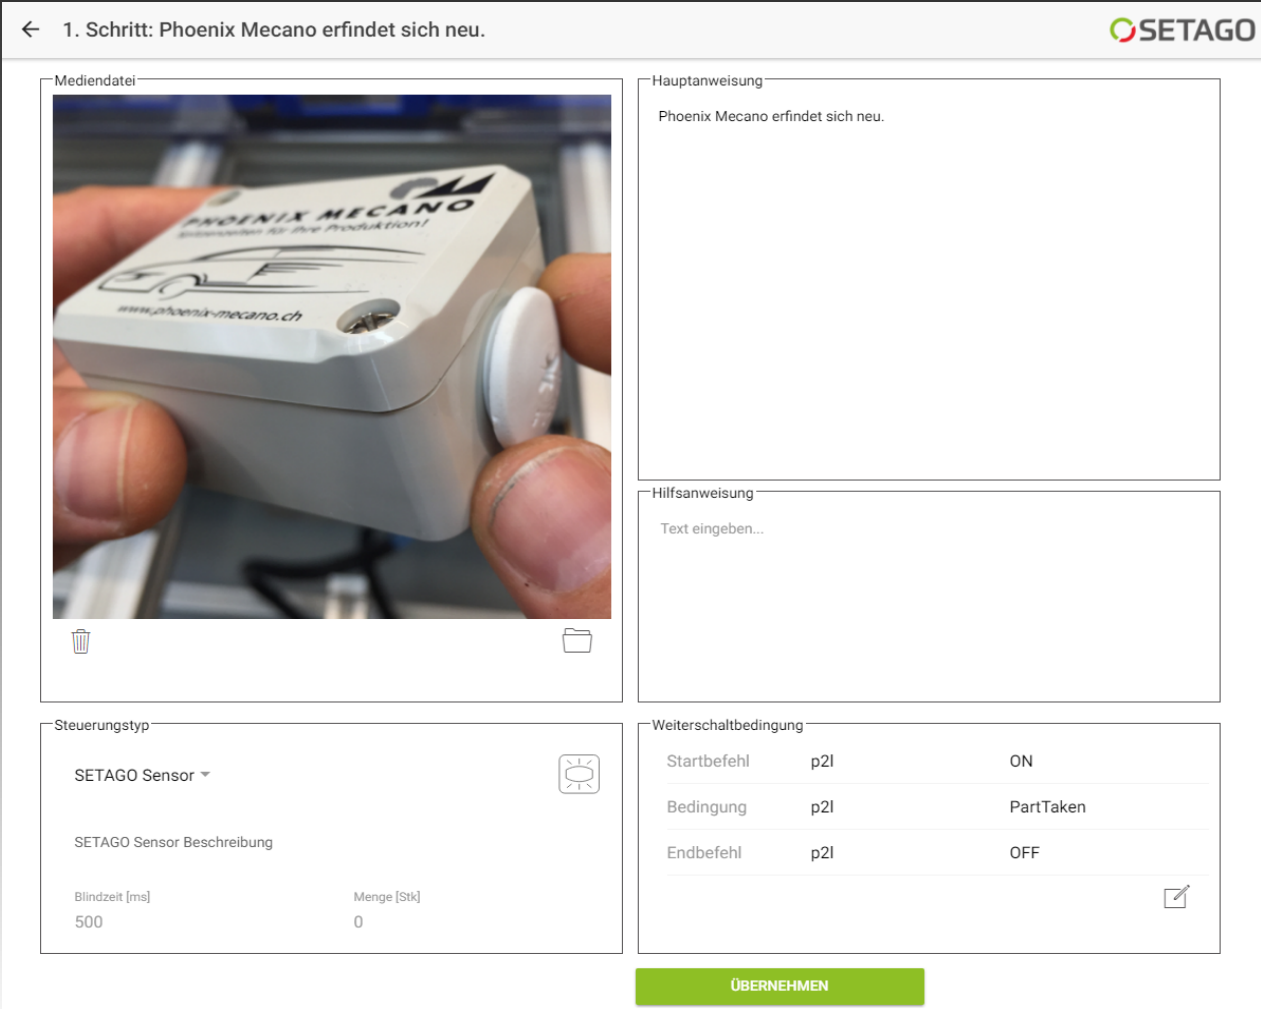 1. Schritt: Phoenix Mecano erfindet sich neu.
SETAGO
Mediendatei
PHOENIX MECANO
Spitzenzeiten für Ihre Produktion!
www.phoenix-mecano.ch
Hauptanweisung
Phoenix Mecano erfindet sich neu.
Hilfsanweisung
Text eingeben...
Steuerungstyp
SETAGO Sensor
SETAGO Sensor Beschreibung
Blindzeit [ms] Menge [Stk]
500 0
Weiterschaltbedingung
Startbefehl p2l ON
Bedingung p2l PartTaken
Endbefehl p2l OFF
ÜBERNEHMEN